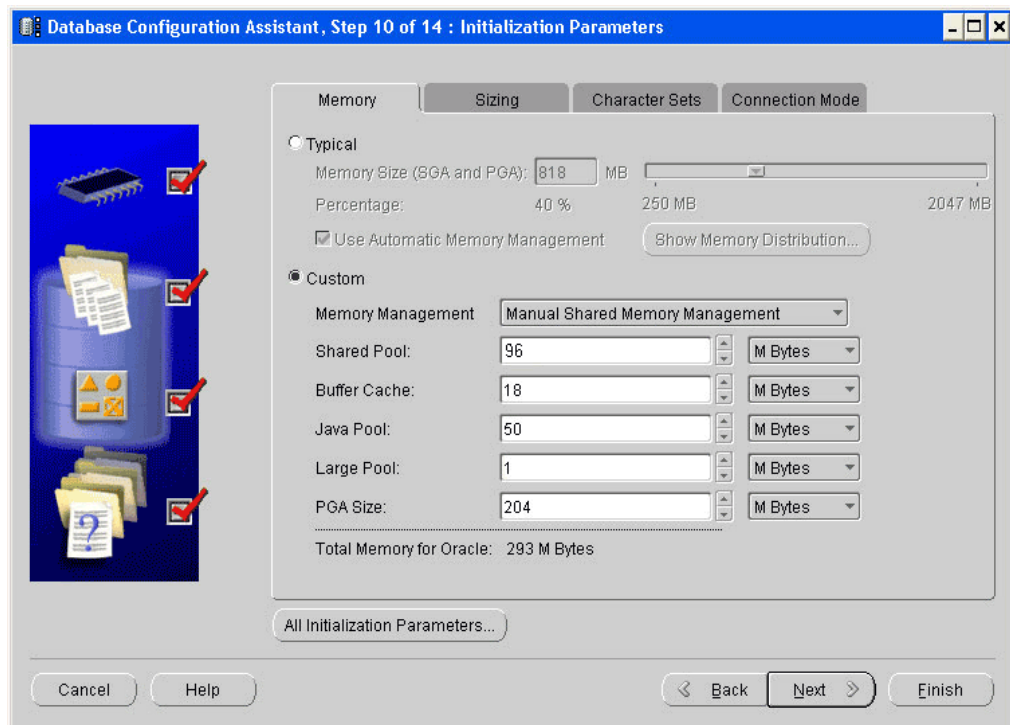 Database Configuration Assistant, Step 10 of 14 : Initialization Parameters
Memory Sizing Character Sets Connection Mode
Typical
Memory Size (SGA and PGA): 818 MB
Percentage: 40 % 250 MB 2047 MB
Use Automatic Memory Management Show Memory Distribution...
Custom
Memory Management Manual Shared Memory Management
Shared Pool: 96 M Bytes
Buffer Cache: 18 M Bytes
Java Pool: 50 M Bytes
Large Pool: 1 M Bytes
PGA Size: 204 M Bytes
Total Memory for Oracle: 293 M Bytes
?
All Initialization Parameters...
Cancel Help Back Next Finish